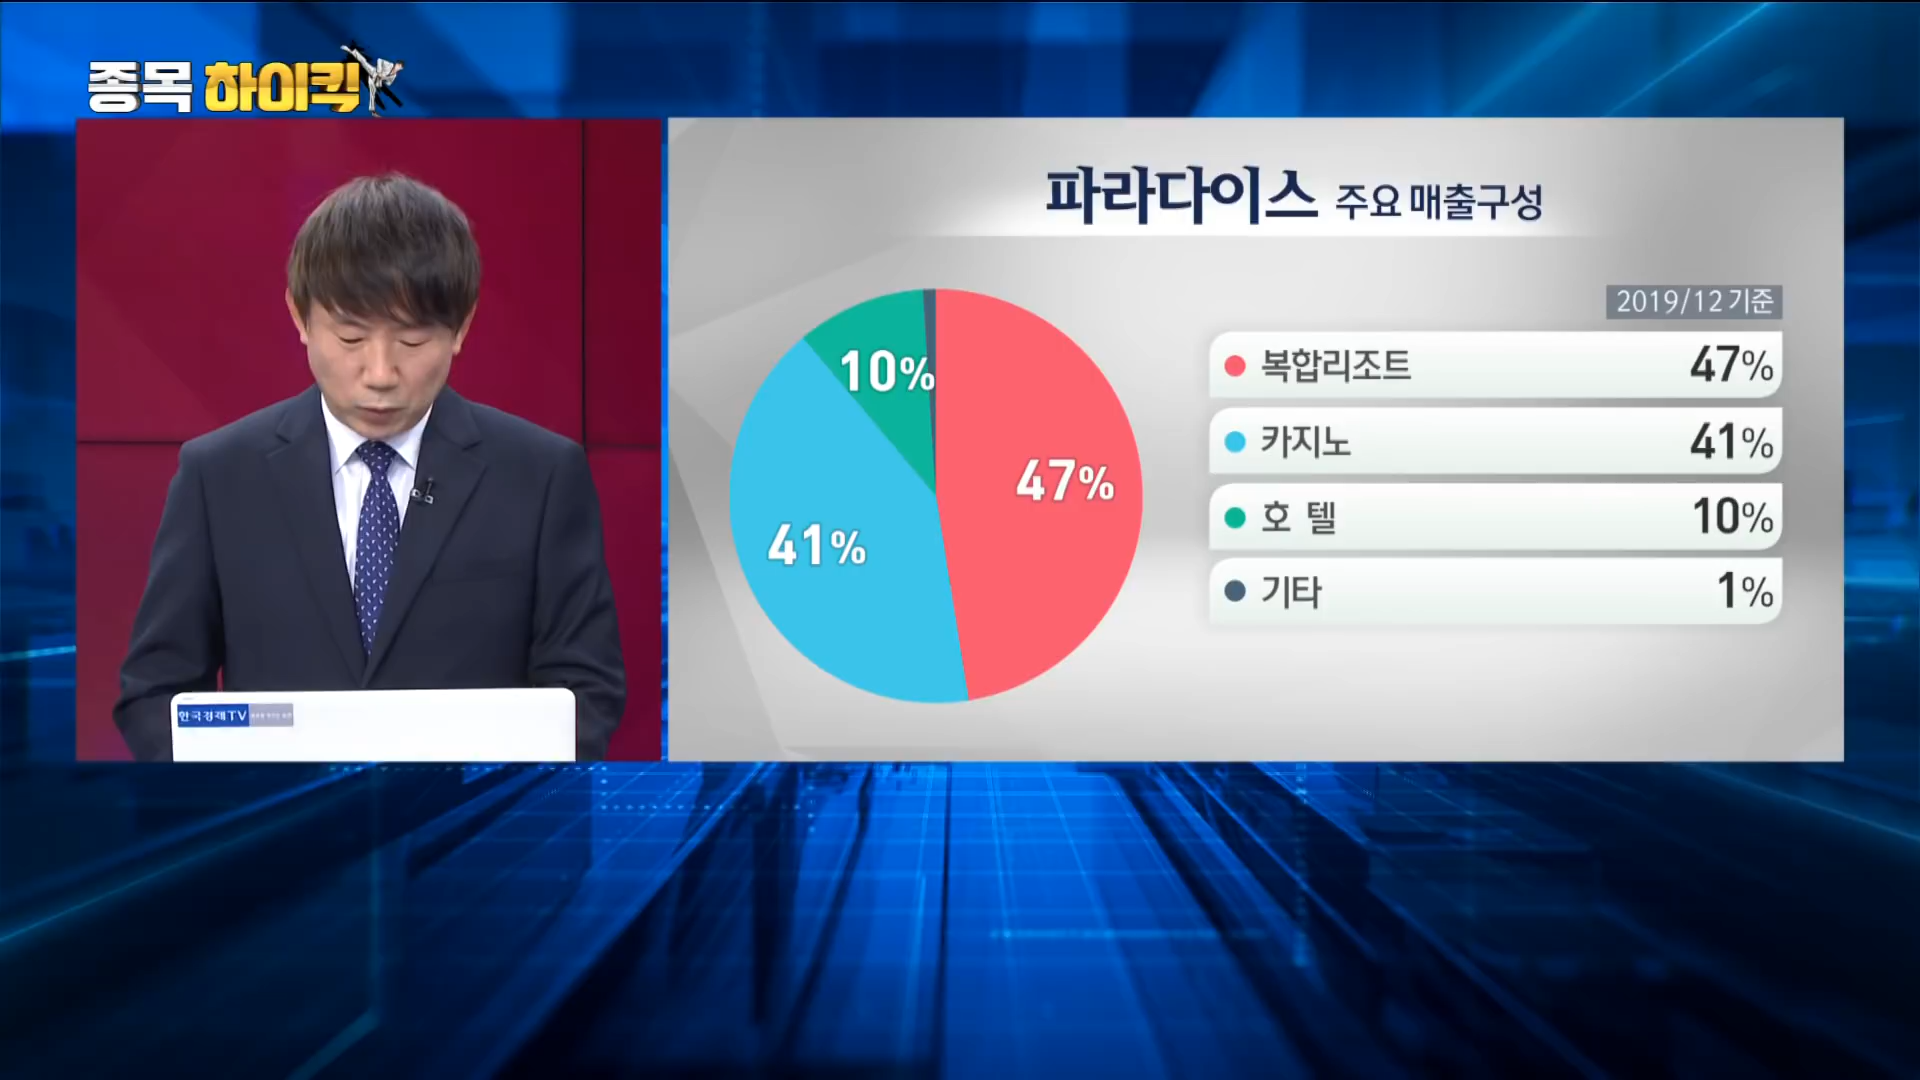 종목 하이킥
파라다이스 주요 매출구성
2019/12 기준
10%
47%
41%
복합리조트 47%
카지노 41%
호 텔 10%
기타 1%
한국경제TV